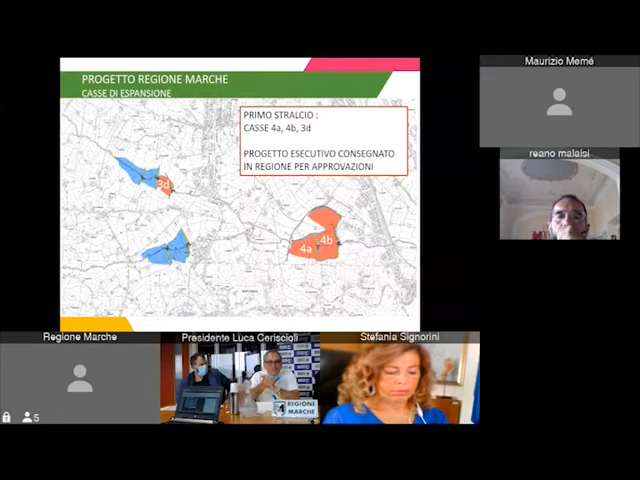 PROGETTO REGIONE MARCHE
CASSE DI ESPANSIONE
PRIMO STRALCIO :
CASSE 4a, 4b, 3d
PROGETTO ESECUTIVO CONSEGNATO
IN REGIONE PER APPROVAZIONI
3d
4a
4b
Maurizio Memé
reano malaisi
Regione Marche
5
Presidente Luca Ceriscioli
REGIONE
MARCHE
Stefania Signorini